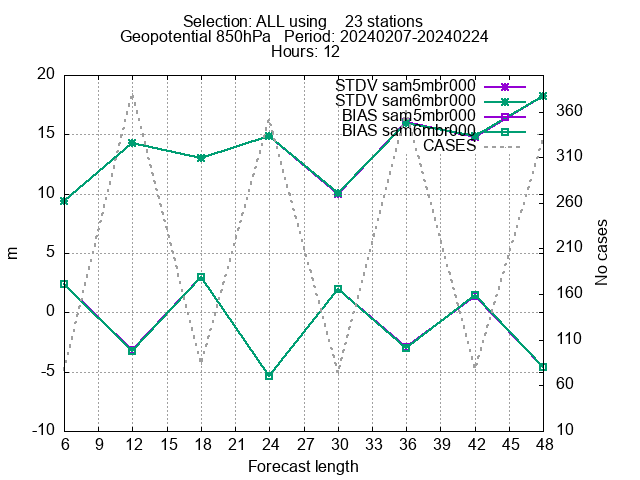 Selection: ALL using    23 stations
Geopotential 850hPa   Period: 20240207-20240224
Hours: 12
STDV sam5mbr000
STDV sam6mbr000
BIAS sam5mbr000
BIAS sam6mbr000
CASES
20
15
10
5
0
-5
-10
m
360
310
260
210
160
110
60
10
No cases
6 9 12 15 18 21 24 27 30 33 36 39 42 45 48
Forecast length